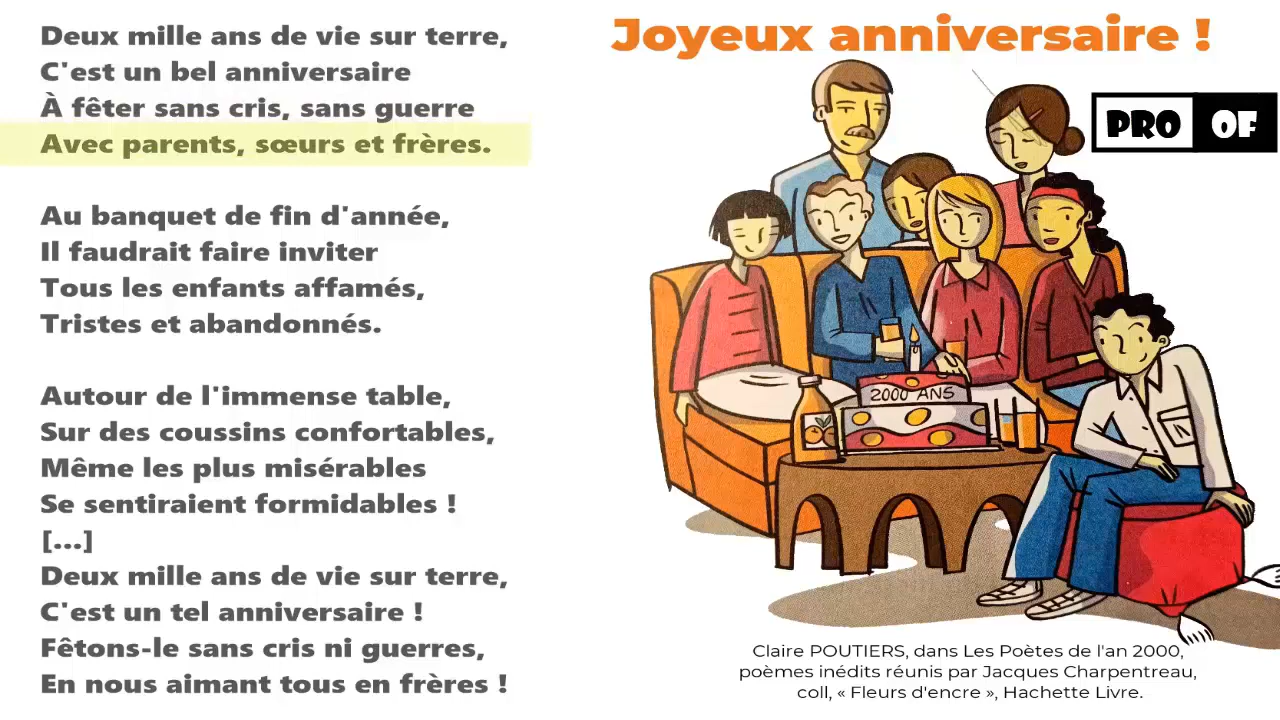 Joyeux anniversaire !
Deux mille ans de vie sur terre,
C'est un bel anniversaire
À fêter sans cris, sans guerre
Avec parents, sœurs et frères.
Au banquet de fin d'année,
Il faudrait faire inviter
Tous les enfants affamés,
Tristes et abandonnés.
Autour de l'immense table,
Sur des coussins confortables,
Même les plus misérables
Se sentiraient formidables !
[...]
Deux mille ans de vie sur terre,
C'est un tel anniversaire !
Fêtons-le sans cris ni guerres,
En nous aimant tous en frères !
PRO OF
2000 ANS
Claire POUTIERS, dans Les Poètes de l'an 2000,
poèmes inédits réunis par Jacques Charpentreau,
coll, « Fleurs d'encre », Hachette Livre.